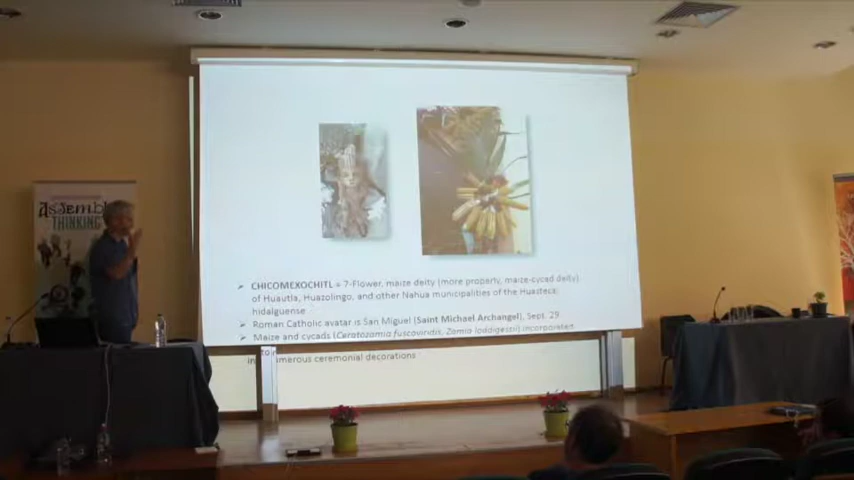 Assembl
THINKING
➢ CHICOMEXOCHITL = 7-Flower, maize deity (more properly, maize-cycad deity)
of Huautla, Huazolingo, and other Nahua municipalities of the Huasteca
hidalguense
➢ Roman Catholic avatar is San Miguel (Saint Michael Archangel), Sept. 29
➢ Maize and cycads (Ceratozamia fuscoviridis, Zamia loddigesii) incorporated
numerous ceremonial decorations